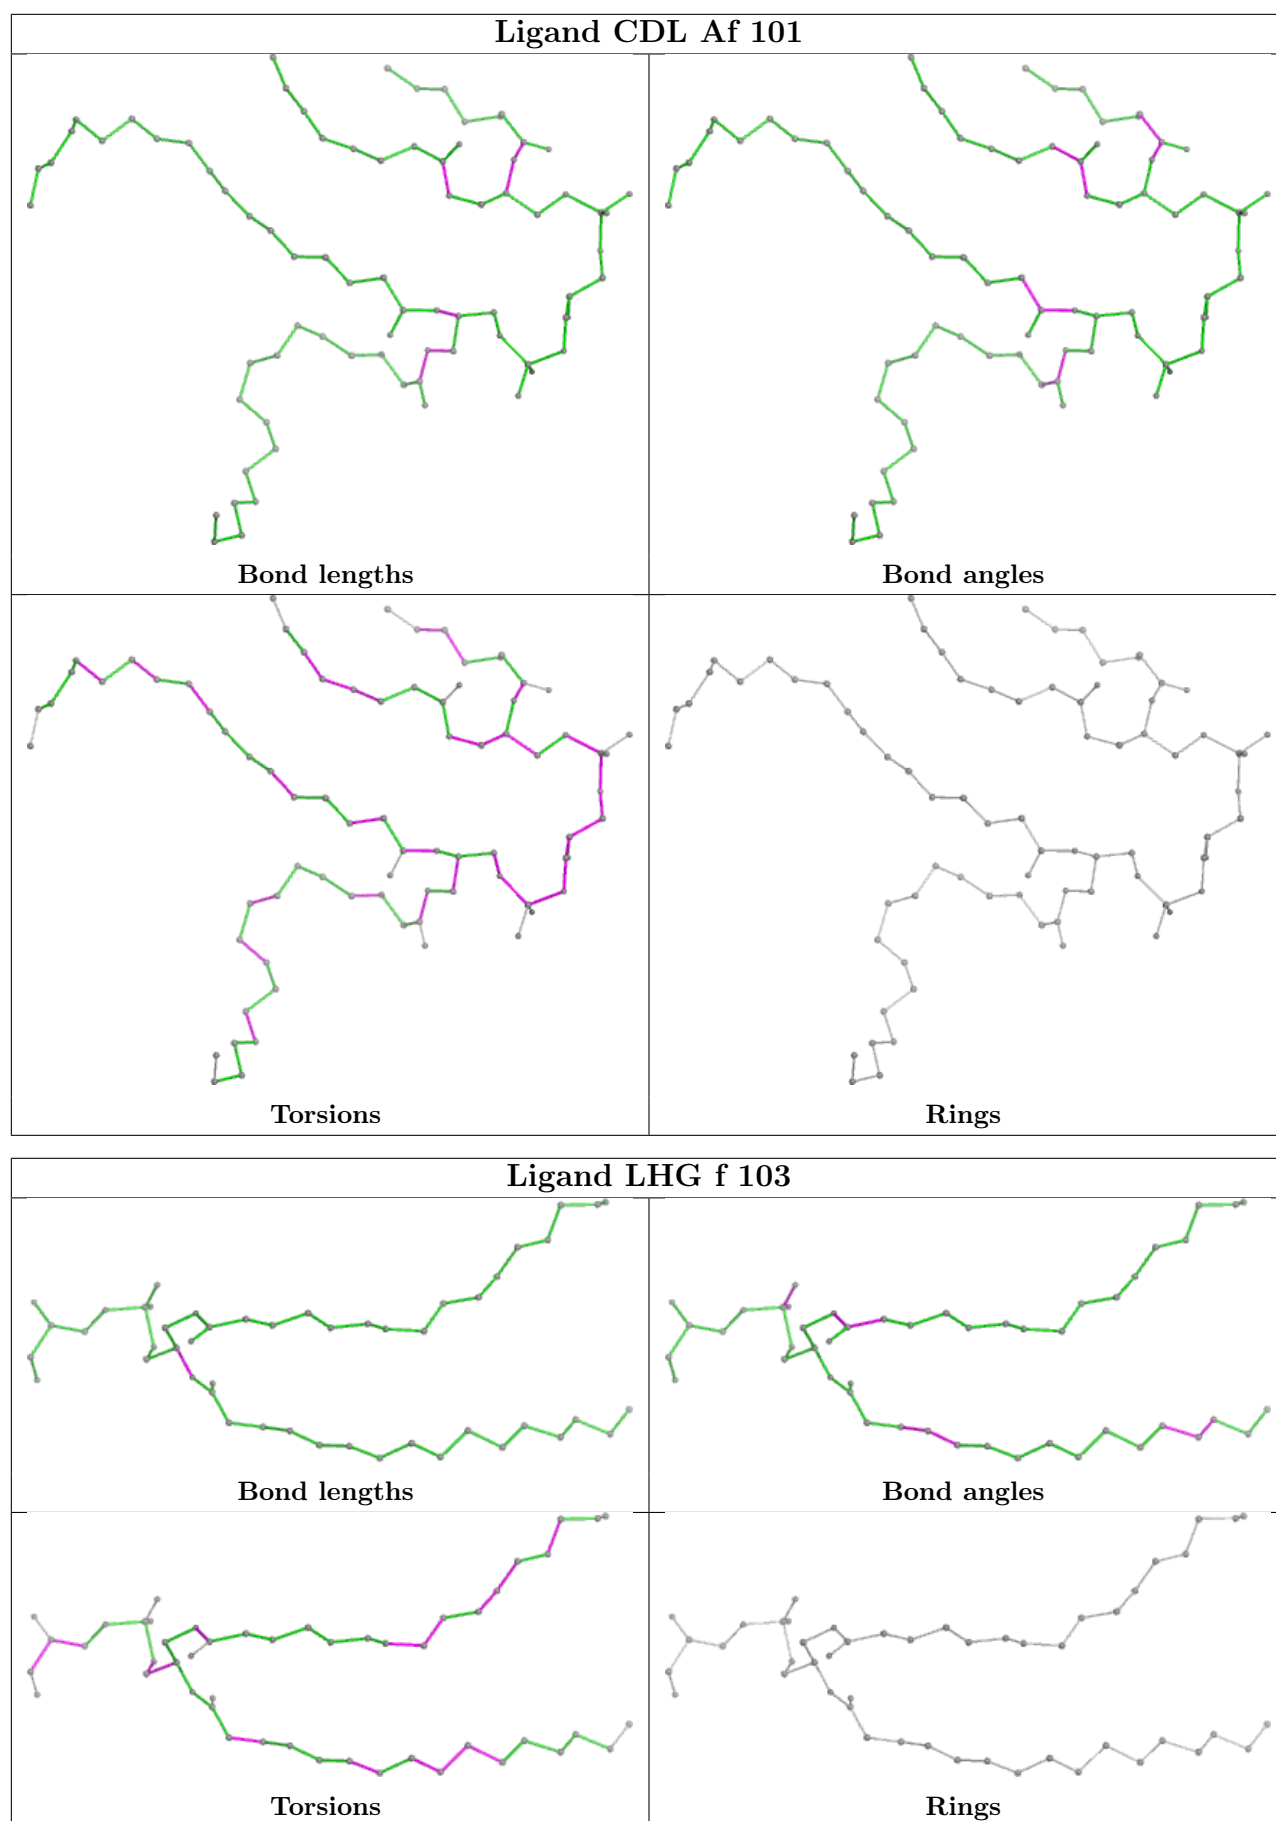 Ligand CDL Af 101
Bond lengths
Bond angles
Torsions
Rings
Ligand LHG f 103
Bond lengths
Bond angles
Torsions
Rings